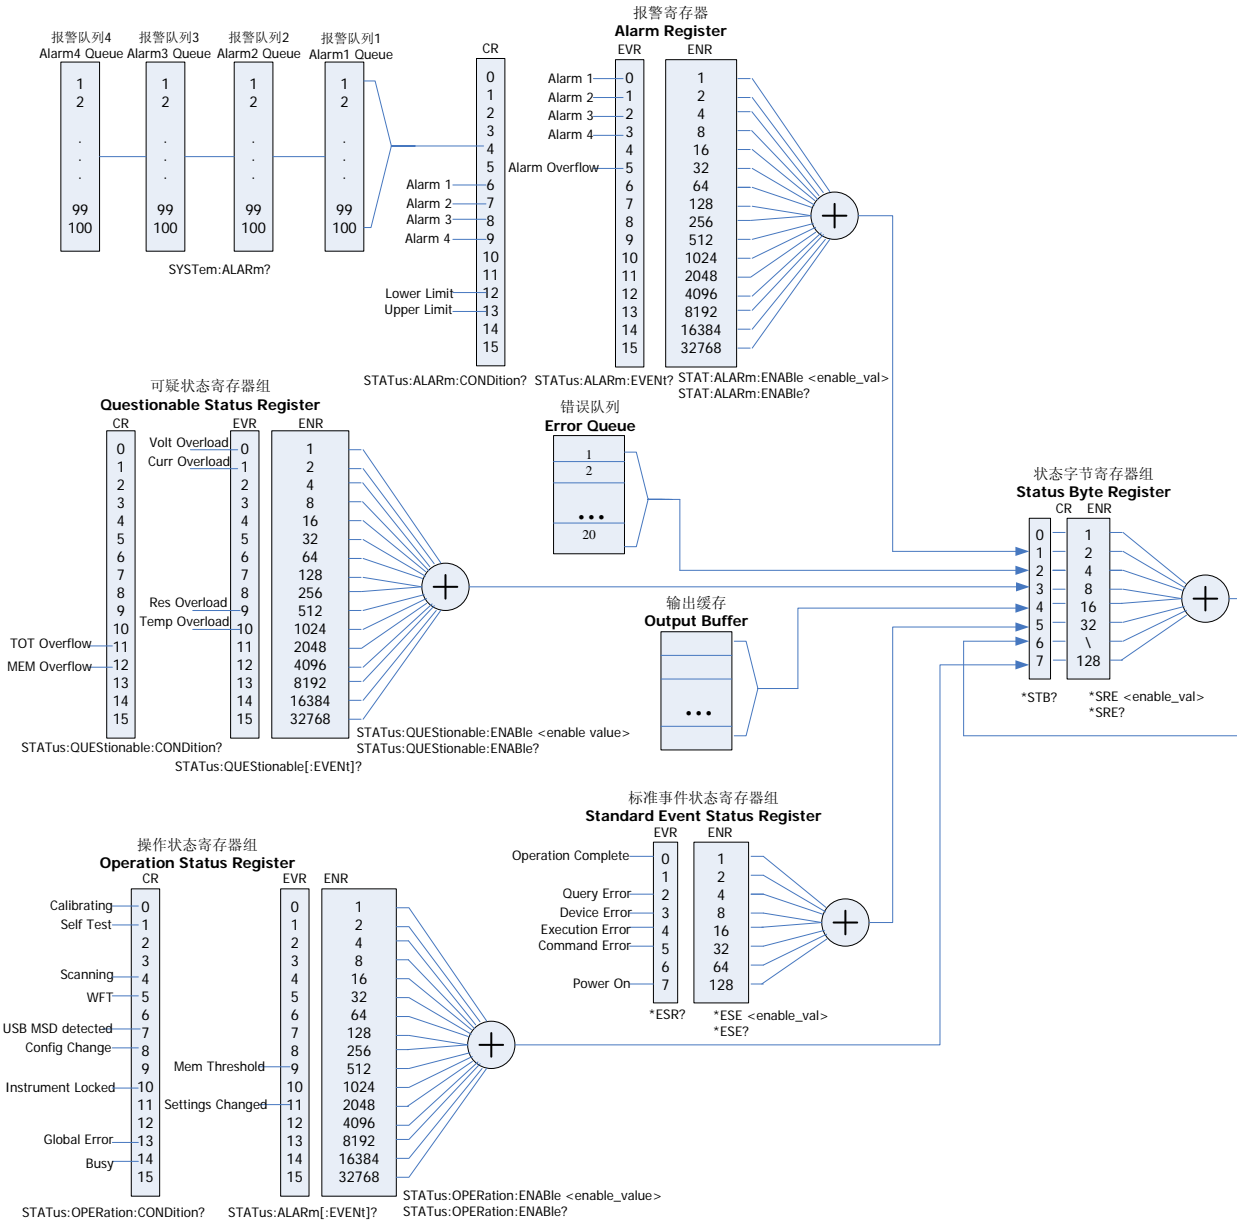 报警队列4
Alarm4 Queue
1
2
.
.
.
99
100
报警队列3
Alarm3 Queue
1
2
.
.
.
99
100
报警队列2
Alarm2 Queue
1
2
.
.
.
99
100
报警队列1
Alarm1 Queue
1
2
.
.
.
99
100
SYSTem:ALARm?
报警寄存器
Alarm Register
CR
0
1
2
3
4
5
Alarm 1 6
Alarm 2 7
Alarm 3 8
Alarm 4 9
10
11
Lower Limit 12
Upper Limit 13
14
15
STATus:ALARm:CONDition?
EVR ENR
Alarm 1 0 1
Alarm 2 1 2
Alarm 3 2 4
Alarm 4 3 8
4 16
Alarm Overflow 5 32
6 64
7 128
8 256
9 512
10 1024
11 2048
12 4096
13 8192
14 16384
15 32768
+
STATus:ALARm:EVENt?
STAT:ALARm:ENABle <enable_val>
STAT:ALARm:ENABle?
可疑状态寄存器组
Questionable Status Register
CR EVR ENR
0 Volt Overload 0 1
1 Curr Overload 1 2
2 2 4
3 3 8
4 4 16
5 5 32
6 6 64
7 7 128
8 8 256
9 Res Overload 9 512
10 Temp Overload 10 1024
TOT Overflow 11 11 2048
MEM Overflow 12 12 4096
13 13 8192
14 14 16384
15 15 32768
+
STATus:QUEStionable:CONDition?
STATus:QUEStionable[:EVENt]?
STATus:QUEStionable:ENABle <enable value>
STATus:QUEStionable:ENABle?
错误队列
Error Queue
1
2
...
20
输出缓存
Output Buffer
...
状态字节寄存器组
Status Byte Register
CR ENR
0 1
1 2
2 4
3 8
4 16
5 32
6 \
7 128
+
*STB?
*SRE <enable_val>
*SRE?
标准事件状态寄存器组
Standard Event Status Register
EVR ENR
Operation Complete 0 1
1 2
Query Error 2 4
Device Error 3 8
Execution Error 4 16
Command Error 5 32
6 64
Power On 7 128
+
*ESR?
*ESE <enable_val>
*ESE?
操作状态寄存器组
Operation Status Register
CR EVR ENR
Calibrating 0 0 1
Self Test 1 1 2
2 2 4
3 3 8
Scanning 4 4 16
WFT 5 5 32
6 6 64
USB MSD detected 7 7 128
Config Change 8 8 256
9 Mem Threshold 9 512
Instrument Locked 10 10 1024
11 Settings Changed 11 2048
12 12 4096
Global Error 13 13 8192
Busy 14 14 16384
15 15 32768
+
STATus:OPERation:CONDition?
STATus:ALARm[:EVENt]?
STATus:OPERation:ENABle <enable_value>
STATus:OPERation:ENABle?